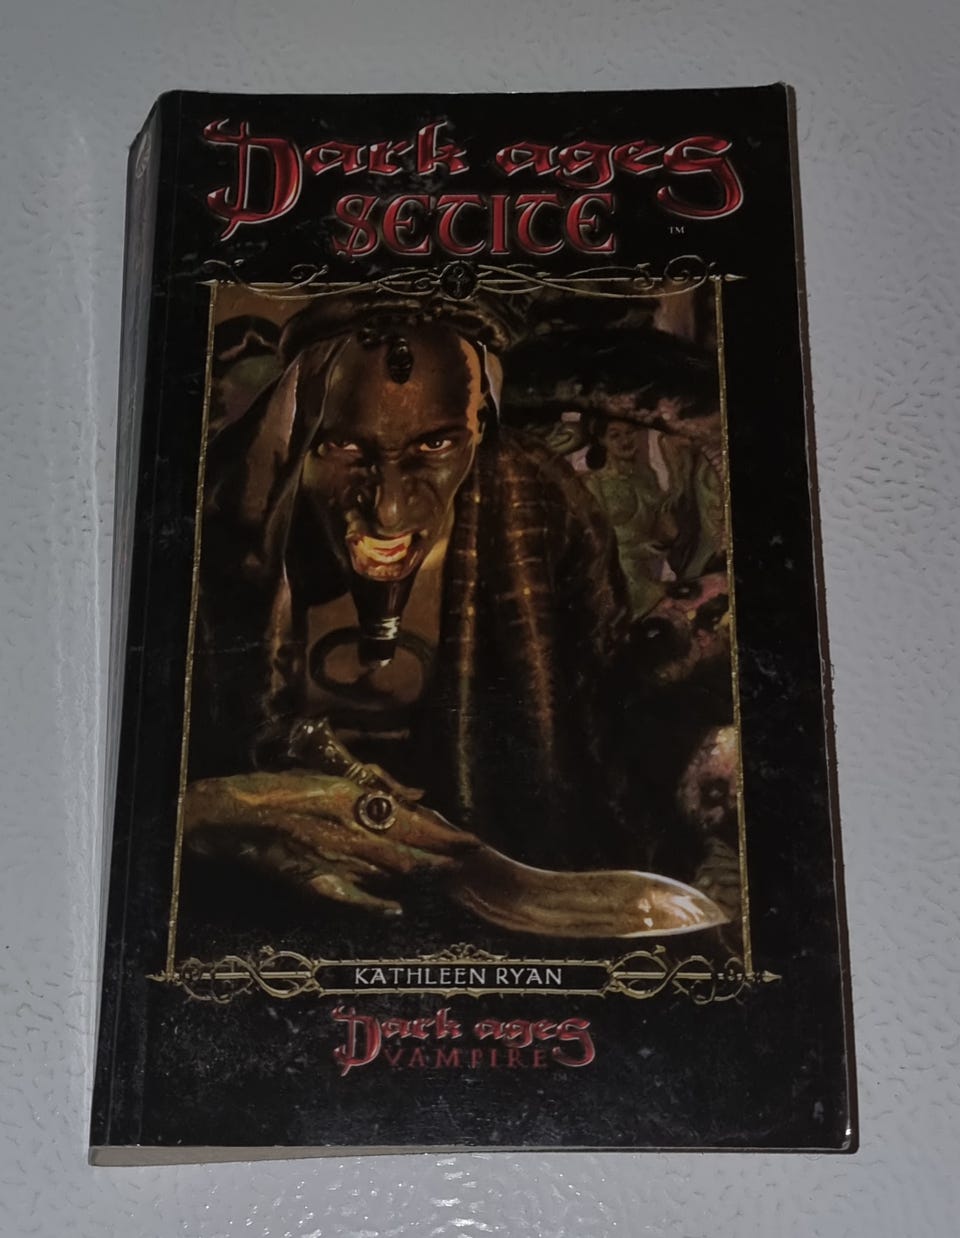 Dark ages
SETITE
TM
KATHLEEN RYAN
Dark ages
VAMPIRE